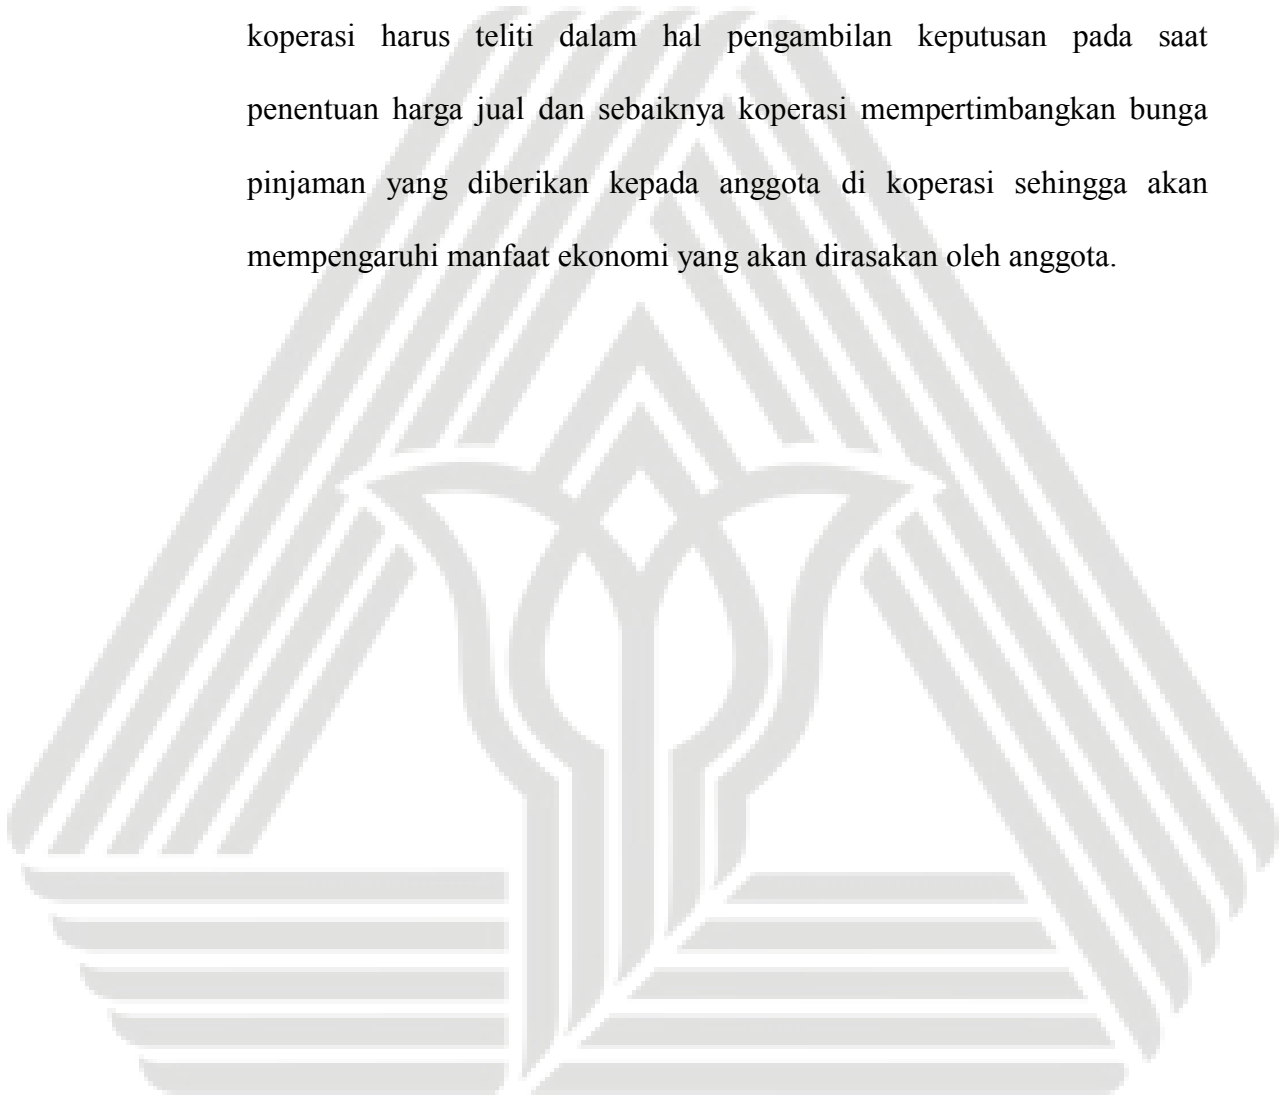 koperasi harus teliti dalam hal pengambilan keputusan pada saat
penentuan harga jual dan sebaiknya koperasi mempertimbangkan bunga
pinjaman yang diberikan kepada anggota di koperasi sehingga akan
mempengaruhi manfaat ekonomi yang akan dirasakan oleh anggota.